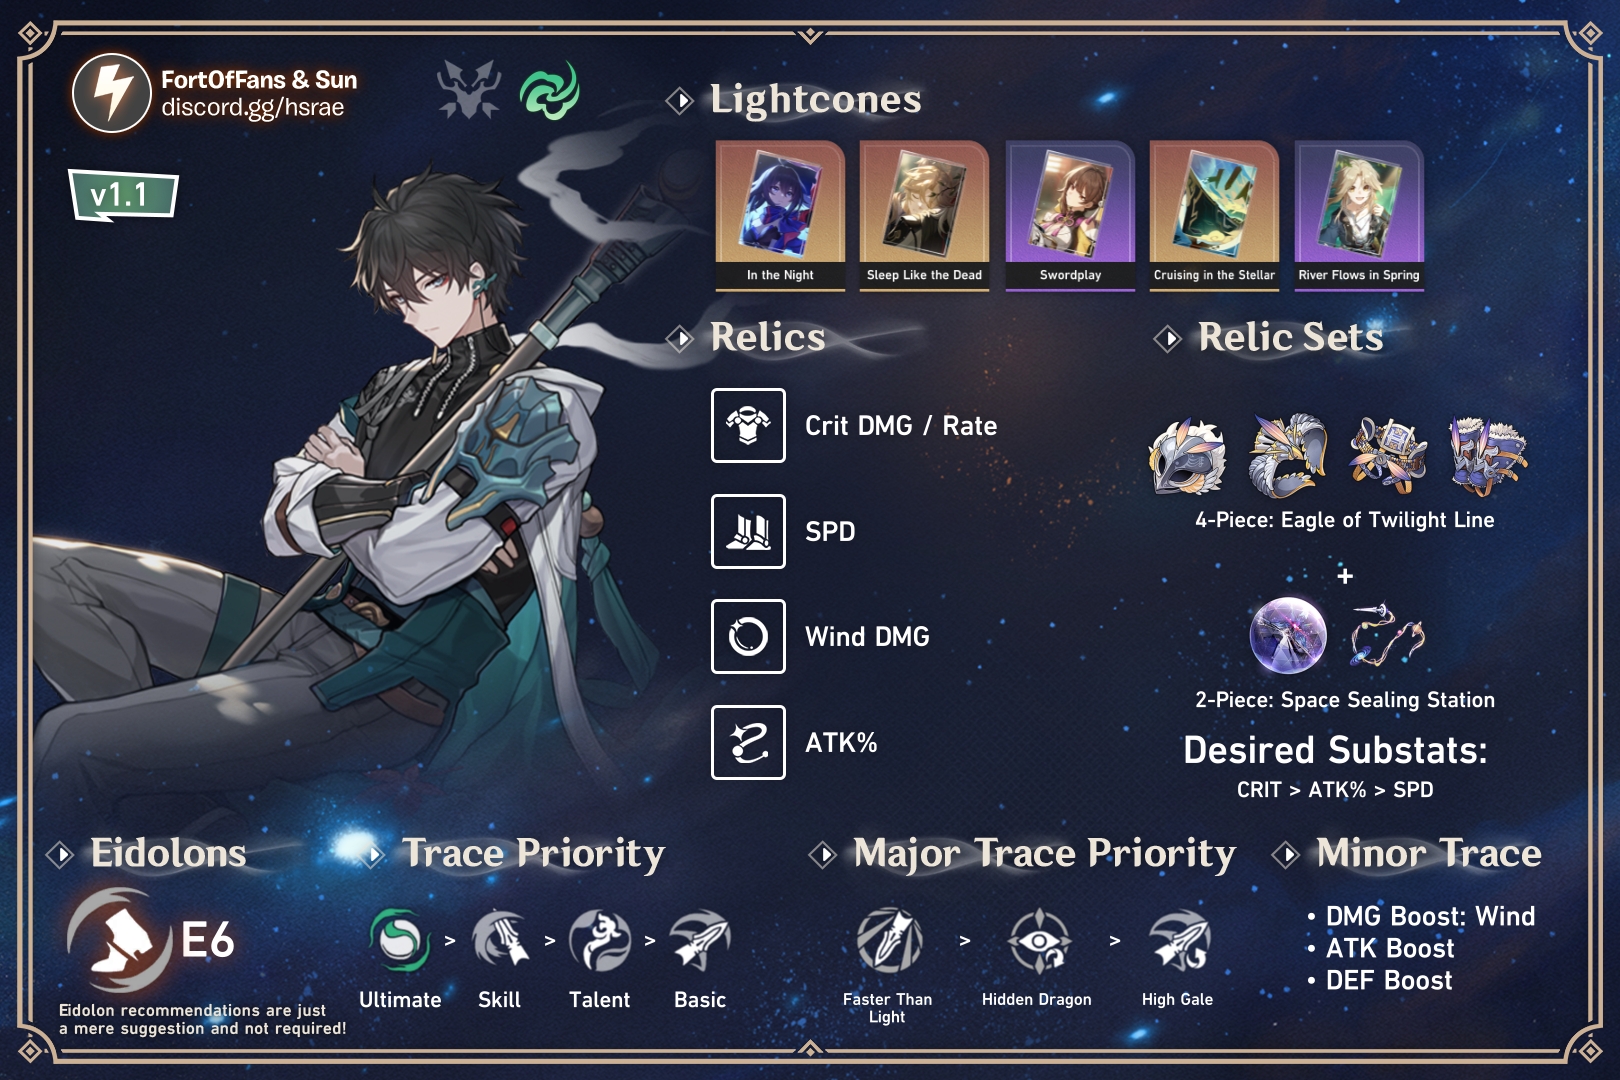 FortOfFans & Sun
discord.gg/hsrae
v1.1
Lightcones
In the Night
Sleep Like the Dead
Swordplay
Cruising in the Stellar
River Flows in Spring
Relics
Crit DMG / Rate
SPD
Wind DMG
ATK%
Relic Sets
4-Piece: Eagle of Twilight Line
+
2-Piece: Space Sealing Station
Desired Substats:
CRIT > ATK% > SPD
Eidolons
E6
Eidolon recommendations are just
a mere suggestion and not required!
Trace Priority
Ultimate > Skill > Talent > Basic
Major Trace Priority
Faster Than
Light > Hidden Dragon > High Gale
Minor Trace
• DMG Boost: Wind
• ATK Boost
• DEF Boost